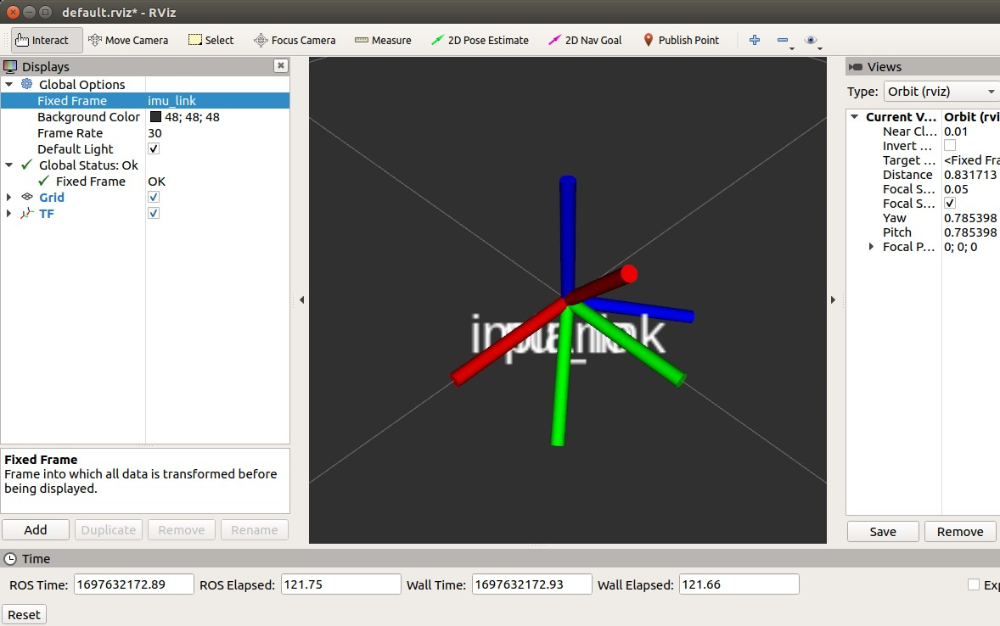 default.rviz* - RViz
Interact Move Camera Select Focus Camera Measure 2D Pose Estimate 2D Nav Goal Publish Point
Displays
Global Options
Fixed Frame imu_link
Background Color 48; 48; 48
Frame Rate 30
Default Light
Global Status: Ok
Fixed Frame OK
Grid
TF
Fixed Frame
Frame into which all data is transformed before
being displayed.
Add Duplicate Remove Rename
Views
Type: Orbit (rviz)
Current V... Orbit (rvi
Near Cl... 0.01
Invert ...
Target ... <Fixed Fra
Distance 0.831713
Focal S... 0.05
Focal S...
Yaw 0.785398
Pitch 0.785398
Focal P... 0; 0; 0
Save Remove
Time
ROS Time: 1697632172.89 ROS Elapsed: 121.75 Wall Time: 1697632172.93 Wall Elapsed: 121.66 Exp
Reset